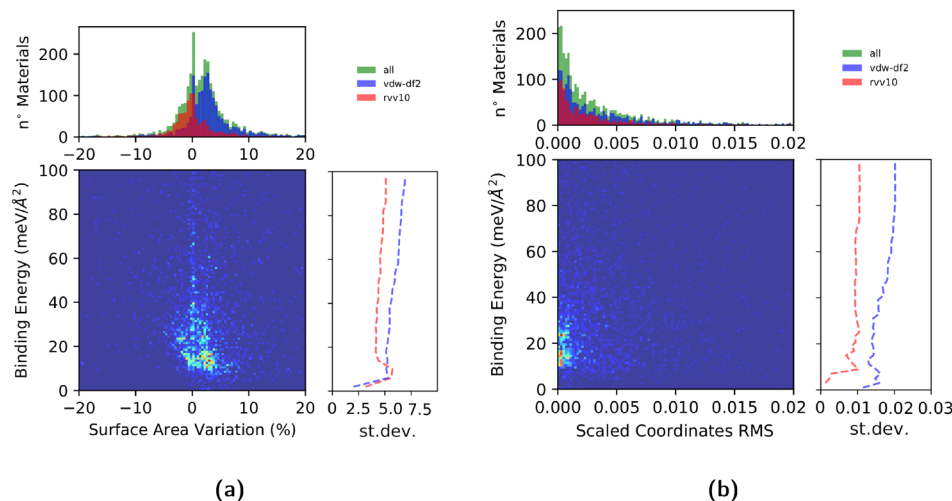 n° Materials
200
100
0
−20
−10
0
10
20
all
vdw-df2
rvv10
Binding Energy (meV/Å²)
100
80
60
40
20
0
−20
−10
0
10
20
Surface Area Variation (%)
0
2.5
5.0
7.5
st.dev.
(a)
n° Materials
200
100
0
0.000
0.005
0.010
0.015
0.02
all
vdw-df2
rvv10
Binding Energy (meV/Å²)
100
80
60
40
20
0
0.000
0.005
0.010
0.015
0.02
Scaled Coordinates RMS
0
0.01
0.02
0.03
st.dev.
(b)